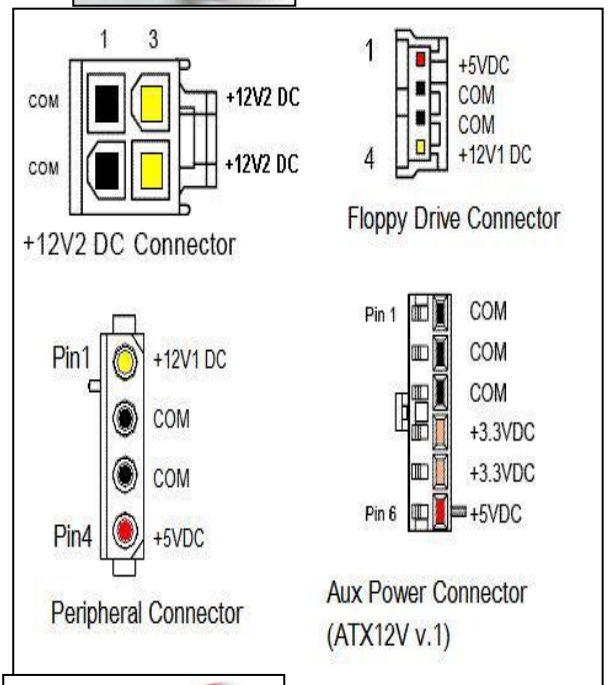 1 3
COM +12V2 DC
COM +12V2 DC
+12V2 DC Connector
1
+5VDC
COM
COM
4 +12V1 DC
Floppy Drive Connector
Pin1 +12V1 DC
COM
COM
Pin4 +5VDC
Peripheral Connector
Pin 1 COM
COM
COM
+3.3VDC
+3.3VDC
Pin 6 +5VDC
Aux Power Connector
(ATX12V v.1)